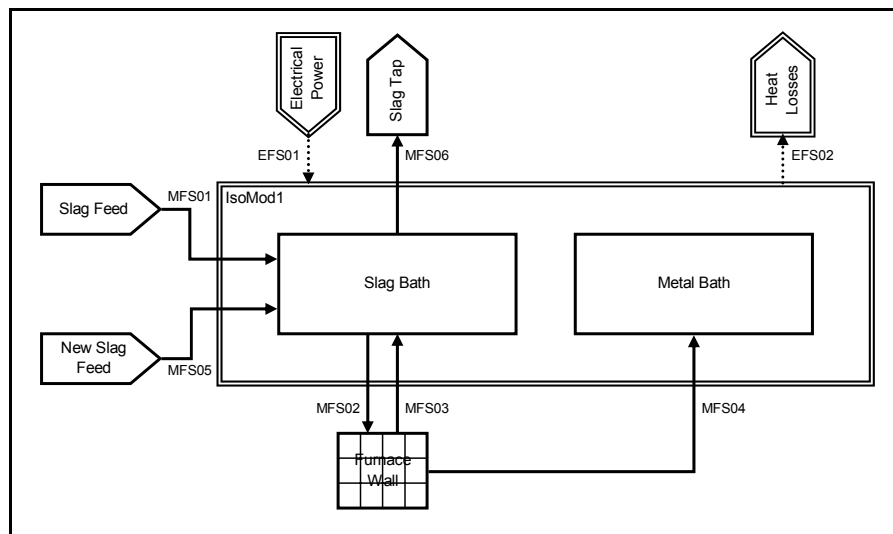 Electrical
Power
Slag Tap
Heat
Losses
EFS01
MFS06
EFS02
Slag Feed
MFS01
IsoMod1
Slag Bath
Metal Bath
New Slag
Feed
MFS05
MFS02
MFS03
MFS04
Furnace
Wall